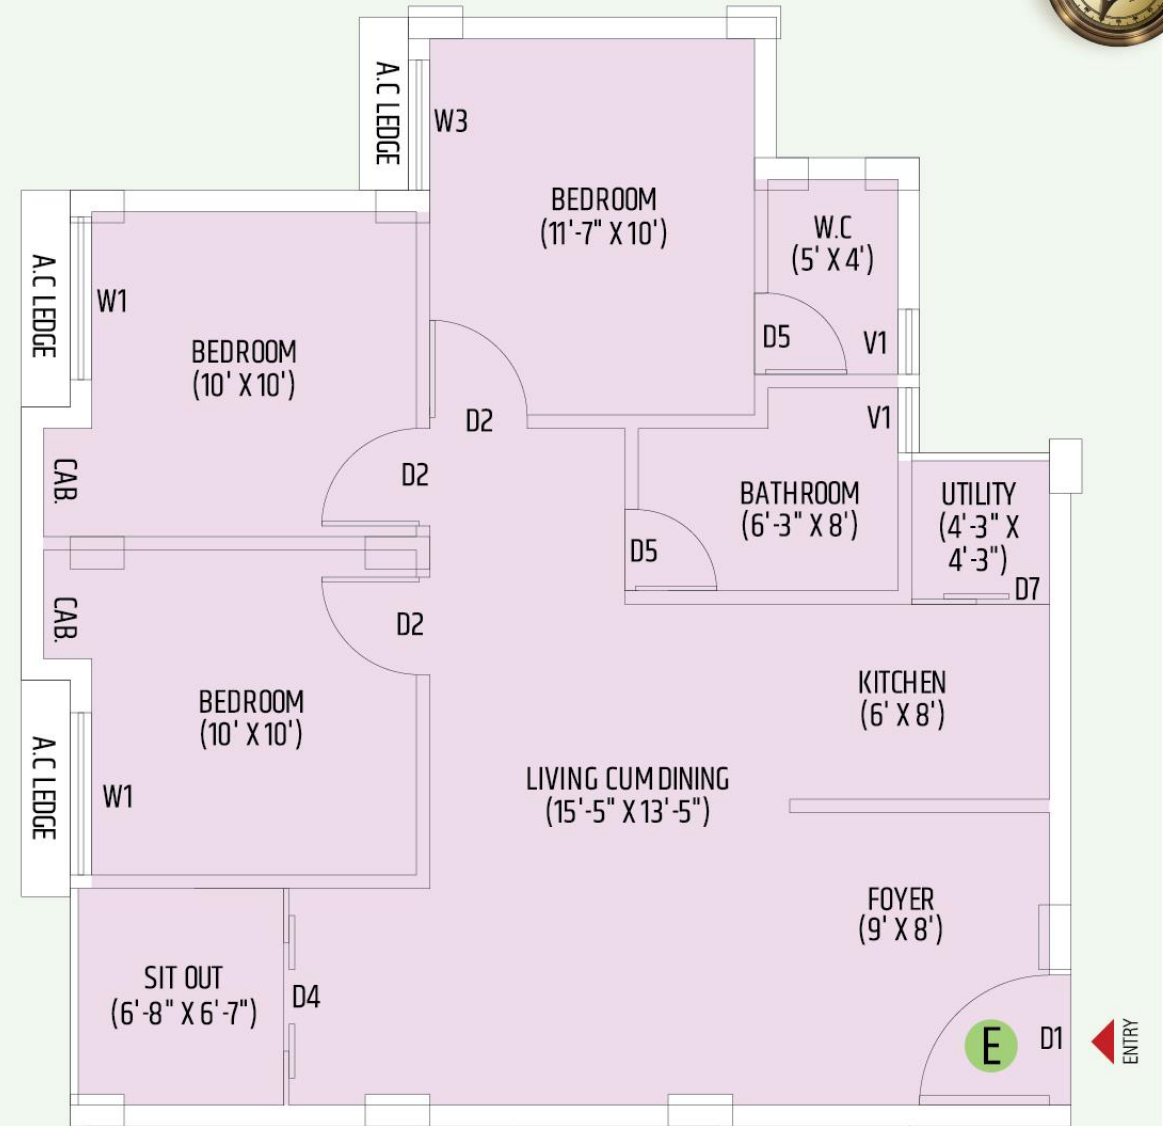 A.C LEDGE
W3
BEDROOM
(11'-7" X 10')
W.C
(5' X 4')
D5
V1
A.C LEDGE
W1
BEDROOM
(10' X 10')
D2
V1
CAB.
D2
BATHROOM
(6'-3" X 8')
UTILITY
(4'-3" X
4'-3")
D5
D7
CAB.
D2
BEDROOM
(10' X 10')
KITCHEN
(6' X 8')
A.C LEDGE
W1
LIVING CUM DINING
(15'-5" X 13'-5")
FOYER
(9' X 8')
SIT OUT
(6'-8" X 6'-7")
D4
E
D1
ENTRY